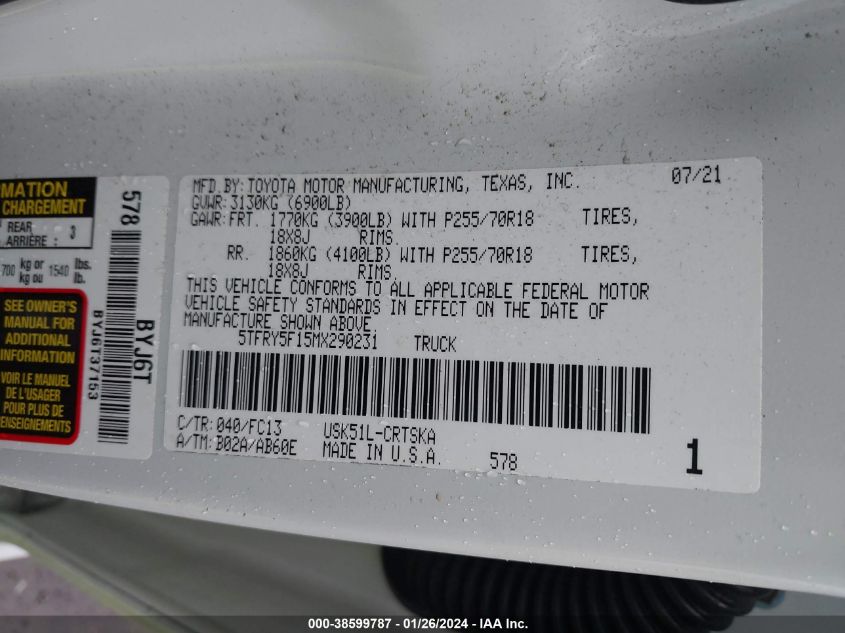 MATION
CHARGEMENT
REAR
ARRIÈRE : 3
700 kg or 1540 lbs.
kg ou lb.
SEE OWNER'S
MANUAL FOR
ADDITIONAL
INFORMATION
VOIR LE MANUEL
DE L'USAGER
POUR PLUS DE
RENSEIGNEMENTS
578
BYJ6T37153
BYJ6T
MFD.BY:TOYOTA MOTOR MANUFACTURING, TEXAS, INC. 07/21
GVWR:3130KG (6900LB)
GAWR:FRT. 1770KG (3900LB) WITH P255/70R18 TIRES,
18X8J RIMS.
RR. 1860KG (4100LB) WITH P255/70R18 TIRES,
18X8J RIMS.
THIS VEHICLE CONFORMS TO ALL APPLICABLE FEDERAL MOTOR
VEHICLE SAFETY STANDARDS IN EFFECT ON THE DATE OF
MANUFACTURE SHOWN ABOVE.
5TFRY5F15MX290231 TRUCK
C/TR:040/FC13 USK51L-CRTSKA
A/TM:B02A/AB60E MADE IN U.S.A. 578 1
000-38599787 - 01/26/2024 - IAA Inc.